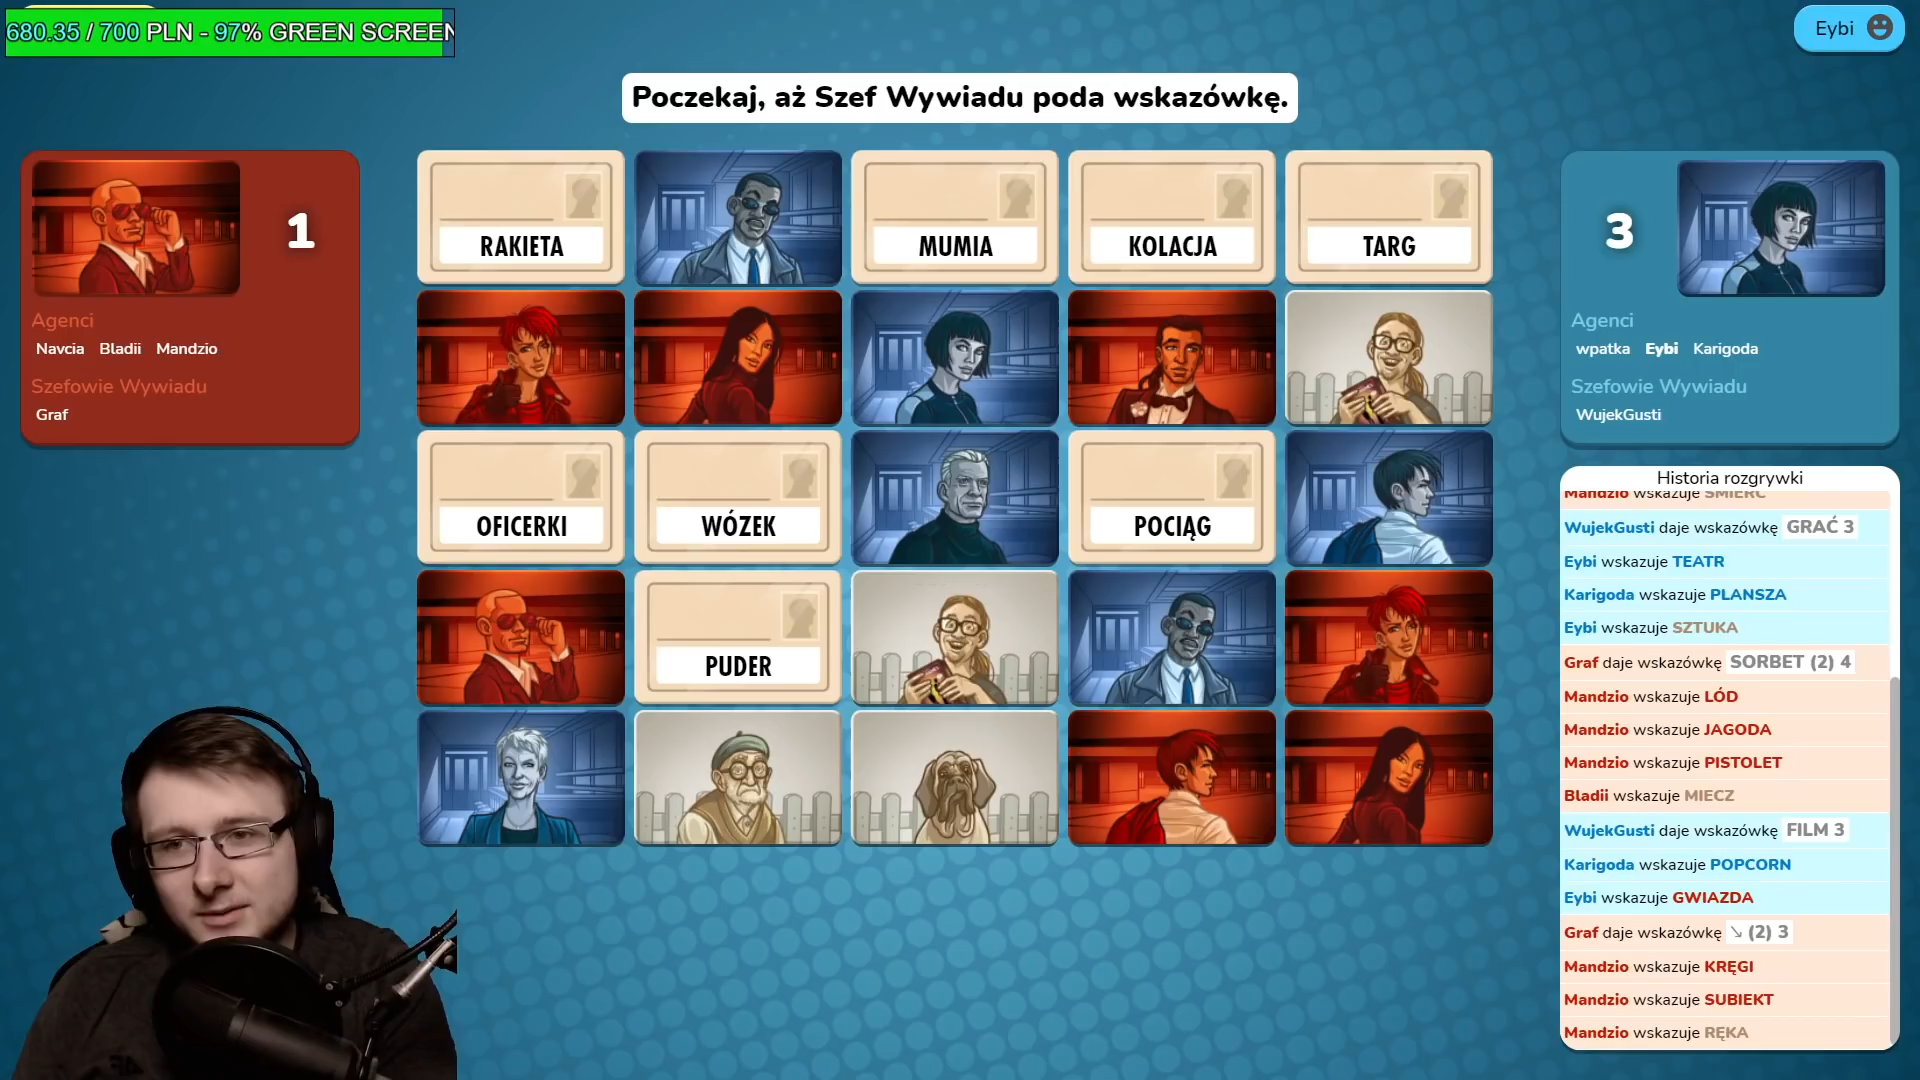 680.35 / 700 PLN - 97% GREEN SCREEN
Eybi
Poczekaj, aż Szef Wywiadu poda wskazówkę.
1
Agenci
Navcia Bladii Mandzio
Szefowie Wywiadu
Graf
RAKIETA
MUMIA
KOLACJA
TARG
OFICERKI
WÓZEK
POCIĄG
PUDER
3
Agenci
wpatka Eybi Karigoda
Szefowie Wywiadu
WujekGusti
Historia rozgrywki
Mandzio wskazuje ŚMIERĆ
WujekGusti daje wskazówkę GRAĆ 3
Eybi wskazuje TEATR
Karigoda wskazuje PLANSZA
Eybi wskazuje SZTUKA
Graf daje wskazówkę SORBET (2) 4
Mandzio wskazuje LÓD
Mandzio wskazuje JAGODA
Mandzio wskazuje PISTOLET
Bladii wskazuje MIECZ
WujekGusti daje wskazówkę FILM 3
Karigoda wskazuje POPCORN
Eybi wskazuje GWIAZDA
Graf daje wskazówkę ↘ (2) 3
Mandzio wskazuje KRĘGI
Mandzio wskazuje SUBIEKT
Mandzio wskazuje RĘKA